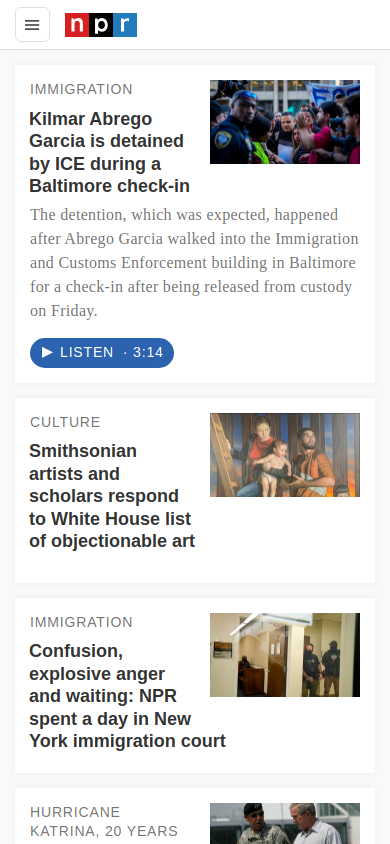 npr
IMMIGRATION
Kilmar Abrego
Garcia is detained
by ICE during a
Baltimore check-in
The detention, which was expected, happened
after Abrego Garcia walked into the Immigration
and Customs Enforcement building in Baltimore
for a check-in after being released from custody
on Friday.
LISTEN · 3:14
CULTURE
Smithsonian
artists and
scholars respond
to White House list
of objectionable art
IMMIGRATION
Confusion,
explosive anger
and waiting: NPR
spent a day in New
York immigration court
HURRICANE
KATRINA, 20 YEARS